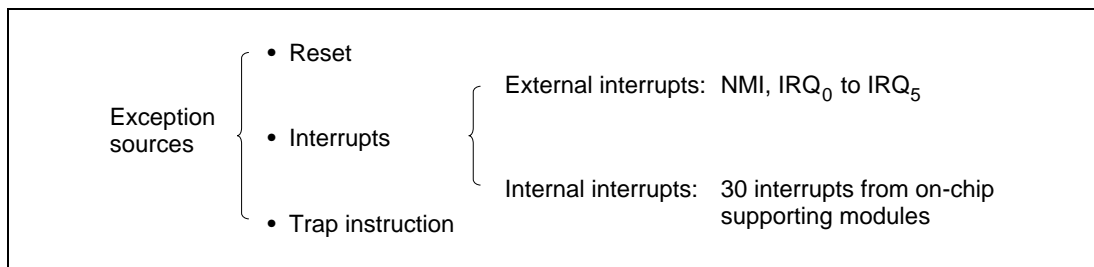 • Reset
External interrupts: NMI, IRQ₀ to IRQ₅
Exception
sources
• Interrupts
Internal interrupts: 30 interrupts from on-chip
supporting modules
• Trap instruction